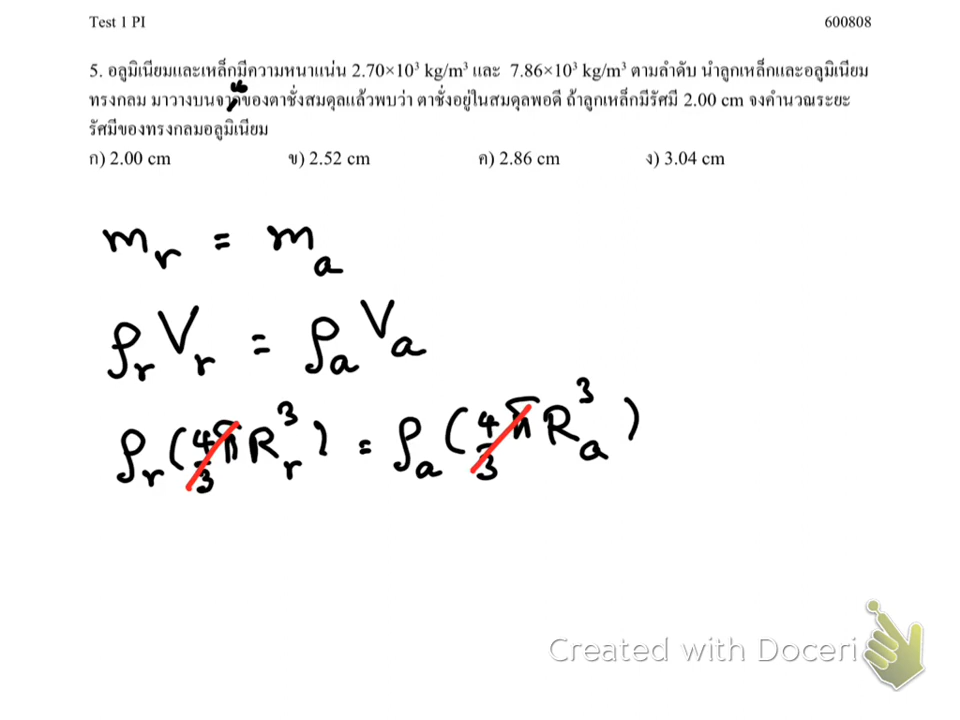 Test 1 PI 600808
5. อลูมิเนียมและเหล็กมีความหนาแน่น 2.70×10³ kg/m³ และ 7.86×10³ kg/m³ ตามลำดับ นำลูกเหล็กและอลูมิเนียม
ทรงกลม มาวางบนจานของตาชั่งสมดุลแล้วพบว่า ตาชั่งอยู่ในสมดุลพอดี ถ้าลูกเหล็กมีรัศมี 2.00 cm จงคำนวณระยะ
รัศมีของทรงกลมอลูมิเนียม
ก) 2.00 cm ข) 2.52 cm ค) 2.86 cm ง) 3.04 cm
m_r = m_a
ρ_r V_r = ρ_a V_a
ρ_r (4/3 π R_r³) = ρ_a (4/3 π R_a³)
Created with Doceri